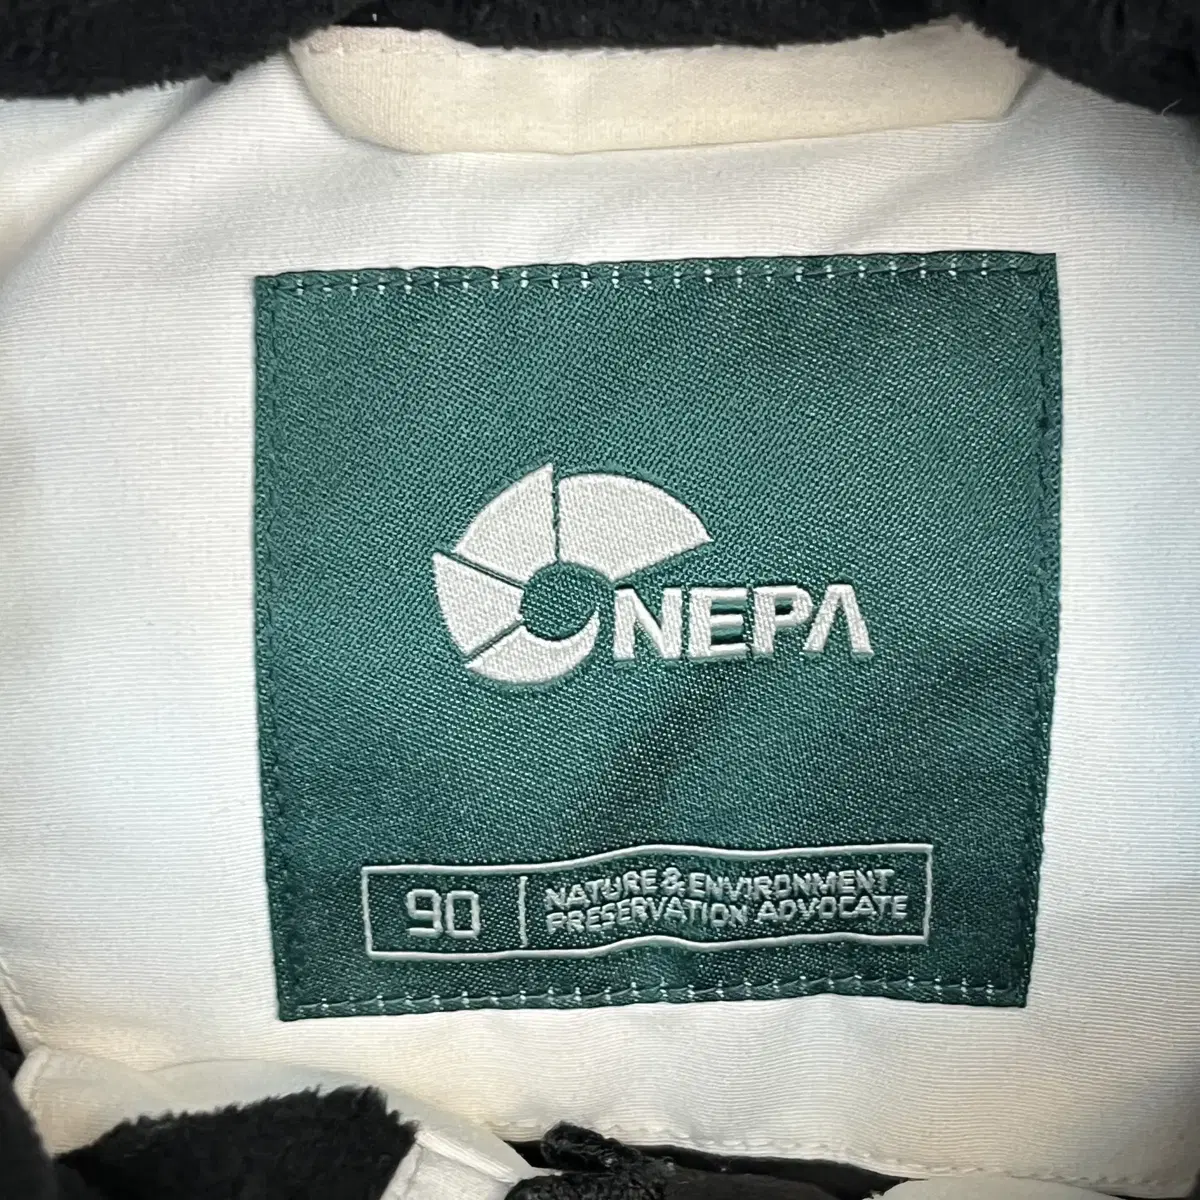 NEPA
90
NATURE & ENVIRONMENT
PRESERVATION ADVOCATE